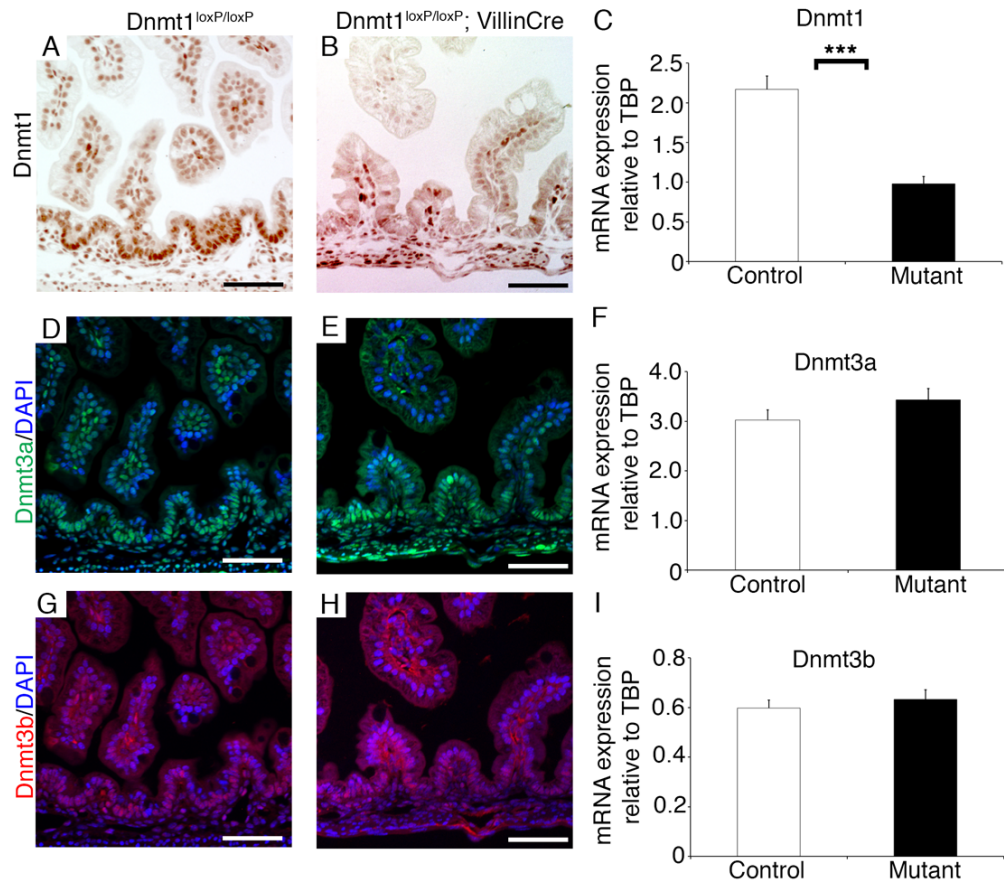 Dnmt1loxP/loxP
Dnmt1loxP/loxP; VillinCre
A
B
Dnmt1
C
Dnmt1
***
mRNA expression
relative to TBP
2.5
2.0
1.0
0.5
0
Control
Mutant
D
E
Dnmt3a/DAPI
F
Dnmt3a
mRNA expression
relative to TBP
4.0
3.0
2.0
1.0
0
Control
Mutant
G
H
Dnmt3b/DAPI
I
Dnmt3b
mRNA expression
relative to TBP
0.8
0.6
0.4
0.2
0
Control
Mutant